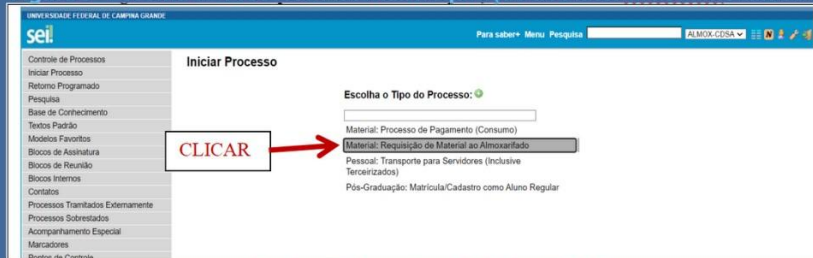 UNIVERSIDADE FEDERAL DE CAMPINA GRANDE
sei!
Para saber+ Menu Pesquisa
ALMOX-CDSA
Controle de Processos
Iniciar Processo
Retorno Programado
Pesquisa
Base de Conhecimento
Textos Padrão
Modelos Favoritos
Blocos de Assinatura
Blocos de Reunião
Blocos Internos
Contatos
Processos Tramitados Externamente
Processos Sobrestados
Acompanhamento Especial
Marcadores
Pontos de Controle
Iniciar Processo
Escolha o Tipo do Processo:
Material: Processo de Pagamento (Consumo)
Material: Requisição de Material ao Almoxarifado
Pessoal: Transporte para Servidores (Inclusive
Terceirizados)
Pós-Graduação: Matrícula/Cadastro como Aluno Regular
CLICAR